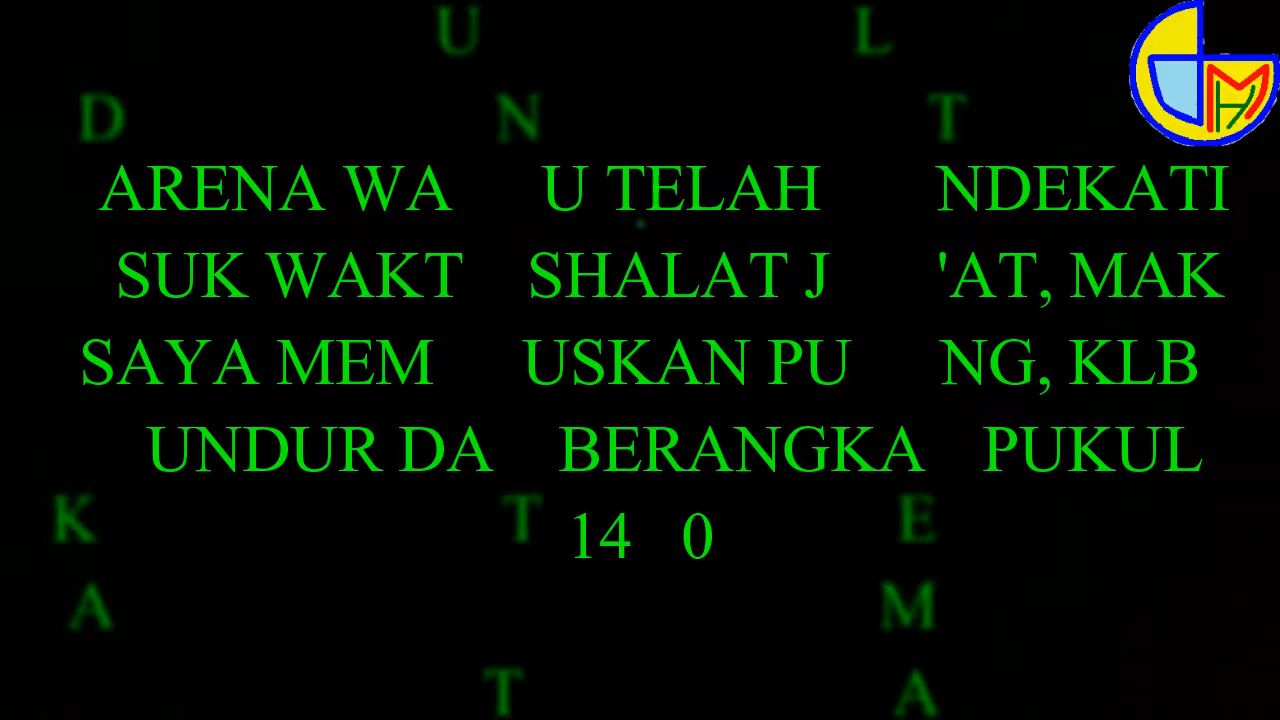 U L
D N T
ARENA WA U TELAH NDEKATI
SUK WAKT SHALAT J 'AT, MAK
SAYA MEM USKAN PU NG, KLB
UNDUR DA BERANGKA PUKUL
K T 14 0 E
A M
T A